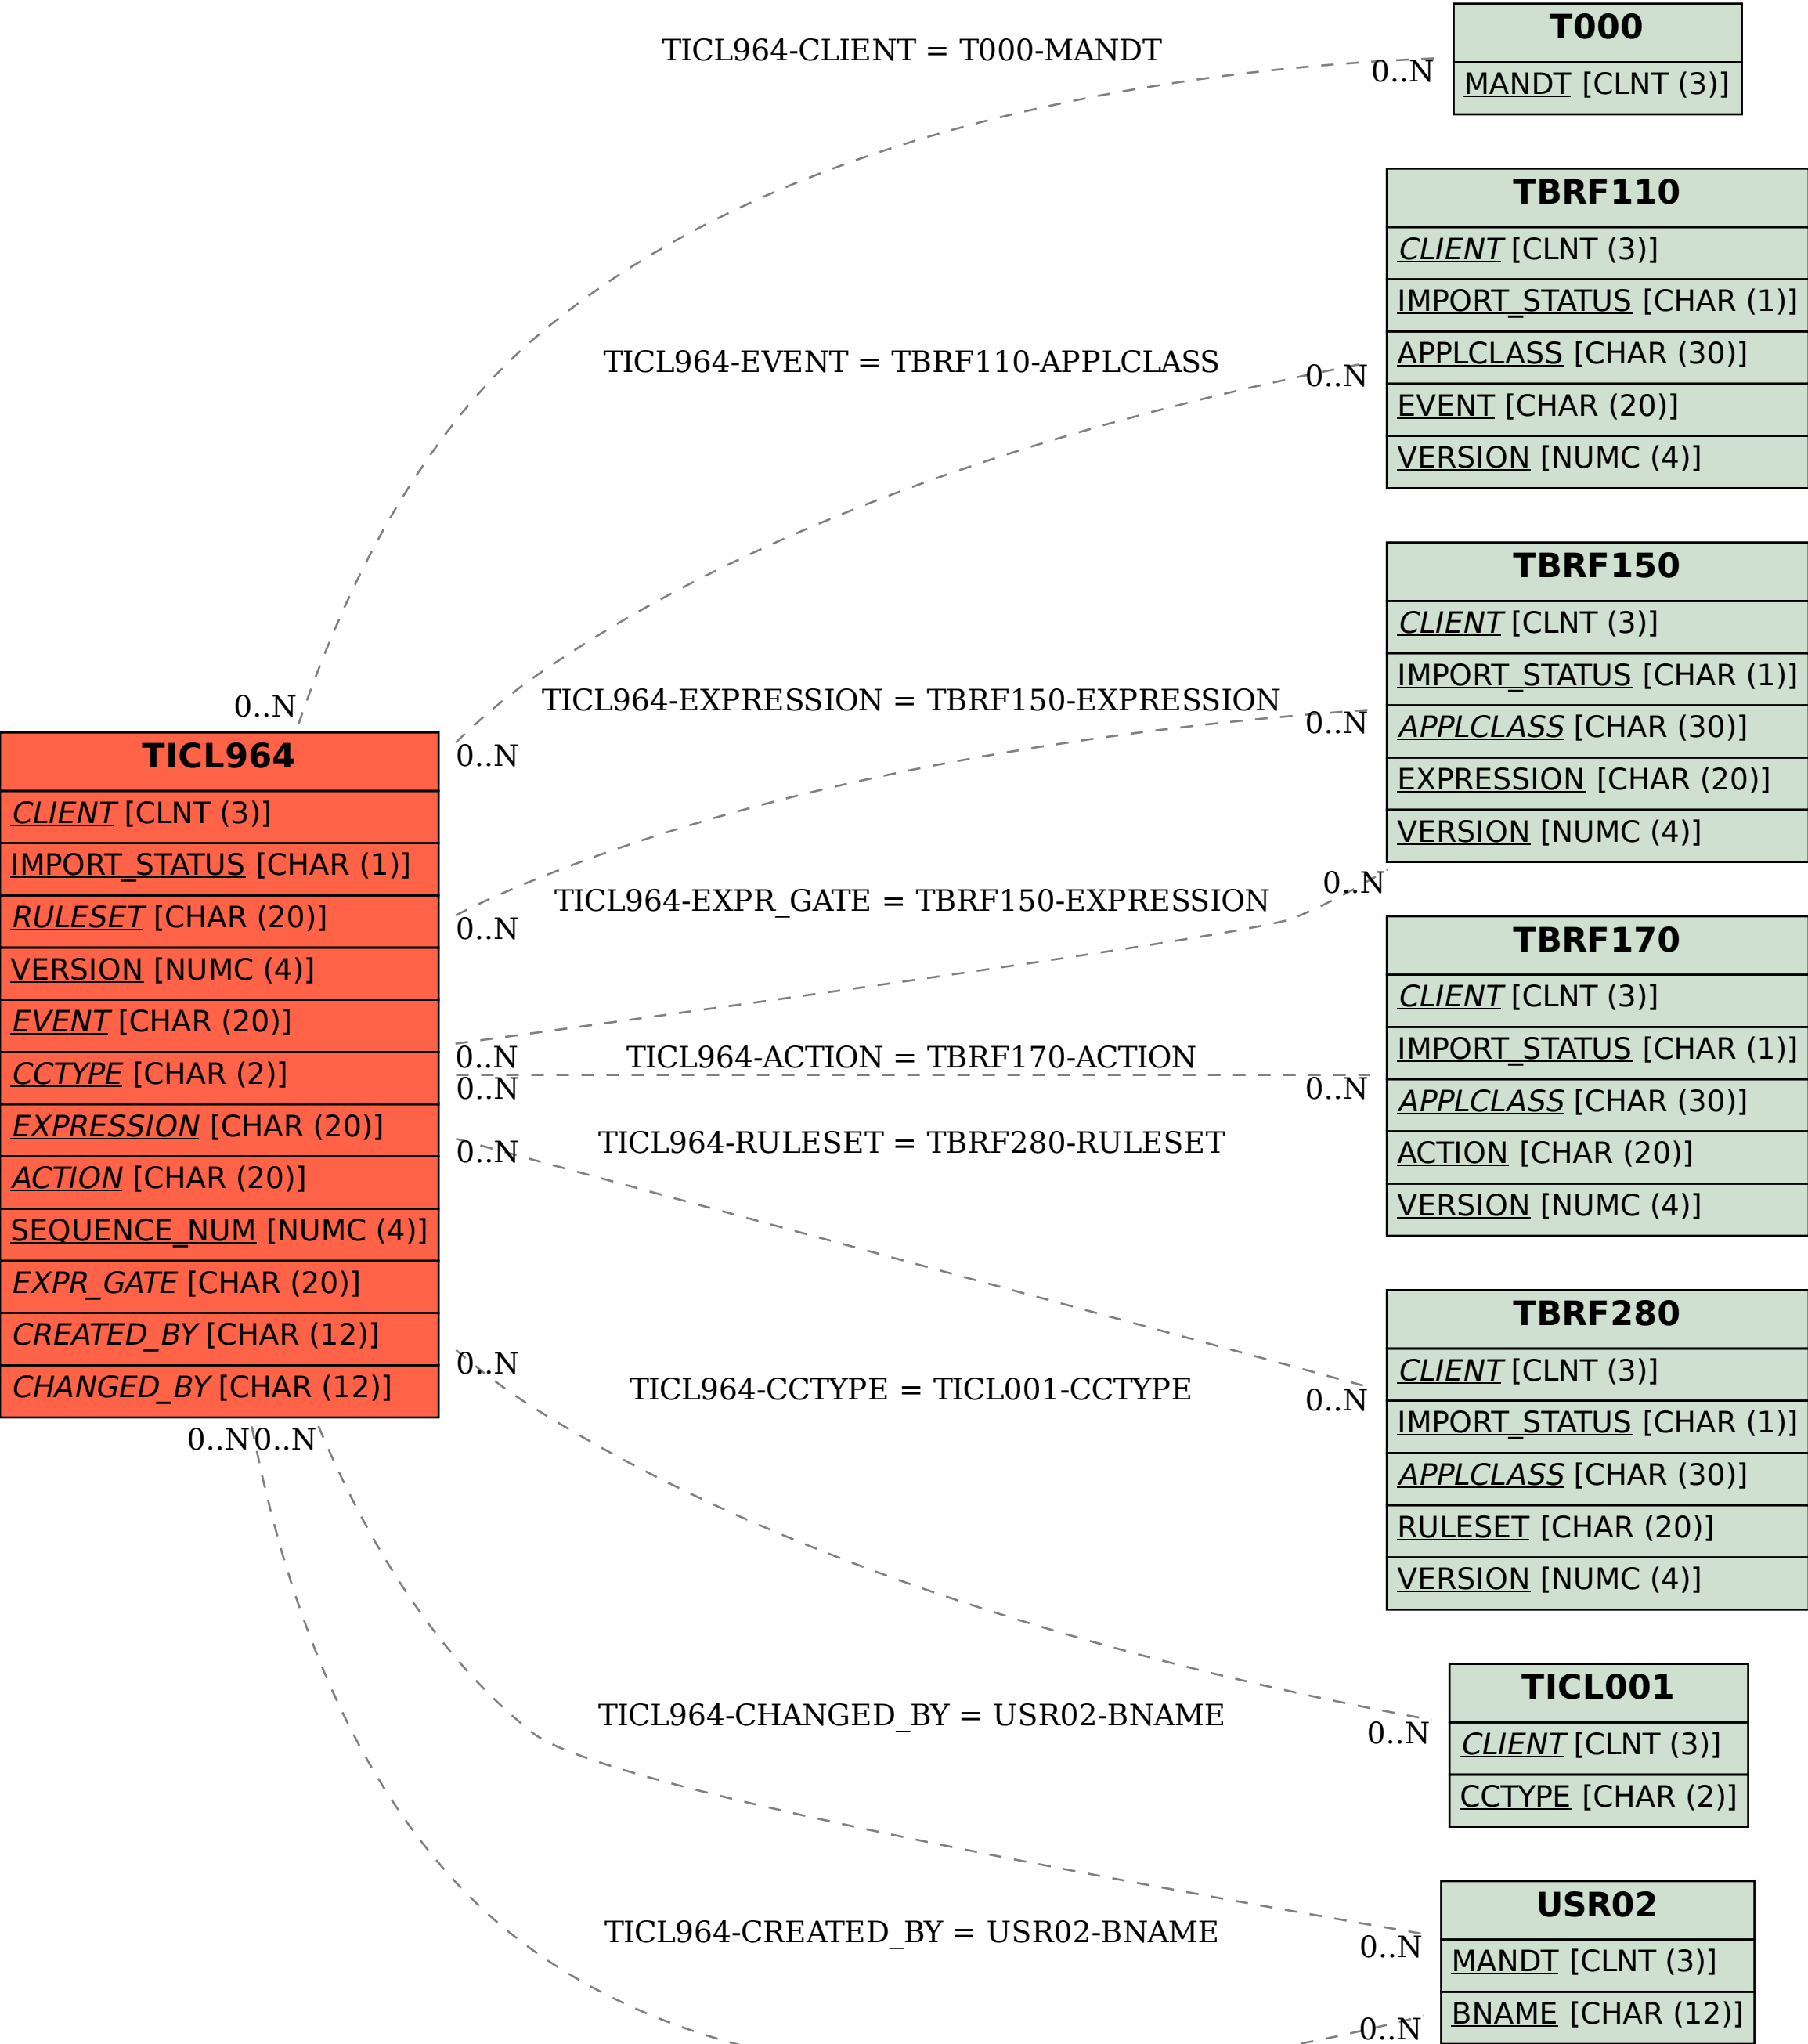 T000
MANDT [CLNT (3)]
TICL964-CLIENT = T000-MANDT
0..N
TBRF110
CLIENT [CLNT (3)]
IMPORT_STATUS [CHAR (1)]
APPLCLASS [CHAR (30)]
EVENT [CHAR (20)]
VERSION [NUMC (4)]
TICL964-EVENT = TBRF110-APPLCLASS
0..N
TBRF150
CLIENT [CLNT (3)]
IMPORT_STATUS [CHAR (1)]
APPLCLASS [CHAR (30)]
EXPRESSION [CHAR (20)]
VERSION [NUMC (4)]
TICL964-EXPRESSION = TBRF150-EXPRESSION
0..N
0..N
TICL964-EXPR_GATE = TBRF150-EXPRESSION
0..N
TICL964
CLIENT [CLNT (3)]
IMPORT_STATUS [CHAR (1)]
RULESET [CHAR (20)]
VERSION [NUMC (4)]
EVENT [CHAR (20)]
CCTYPE [CHAR (2)]
EXPRESSION [CHAR (20)]
ACTION [CHAR (20)]
SEQUENCE_NUM [NUMC (4)]
EXPR_GATE [CHAR (20)]
CREATED_BY [CHAR (12)]
CHANGED_BY [CHAR (12)]
0..N
0..N
0..N
0..N
0..N
0..N
0..N
0..N
TICL964-ACTION = TBRF170-ACTION
0..N
TBRF170
CLIENT [CLNT (3)]
IMPORT_STATUS [CHAR (1)]
APPLCLASS [CHAR (30)]
ACTION [CHAR (20)]
VERSION [NUMC (4)]
TICL964-RULESET = TBRF280-RULESET
0..N
TBRF280
CLIENT [CLNT (3)]
IMPORT_STATUS [CHAR (1)]
APPLCLASS [CHAR (30)]
RULESET [CHAR (20)]
VERSION [NUMC (4)]
TICL964-CCTYPE = TICL001-CCTYPE
0..N
TICL001
CLIENT [CLNT (3)]
CCTYPE [CHAR (2)]
TICL964-CHANGED_BY = USR02-BNAME
0..N
TICL964-CREATED_BY = USR02-BNAME
0..N
USR02
MANDT [CLNT (3)]
BNAME [CHAR (12)]